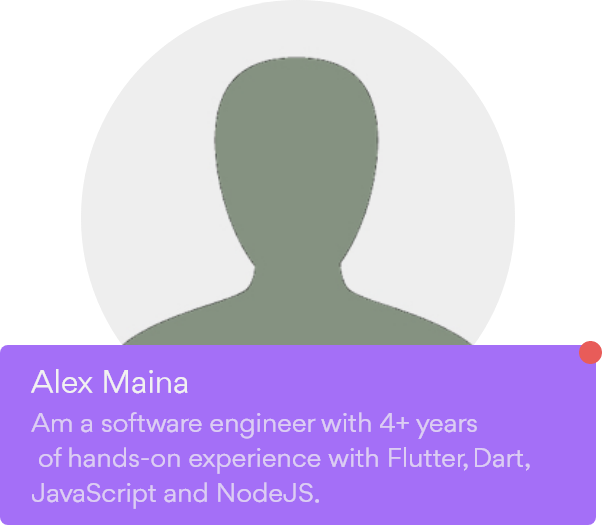 Alex Maina
Am a software engineer with 4+ years
of hands-on experience with Flutter, Dart,
JavaScript and NodeJS.